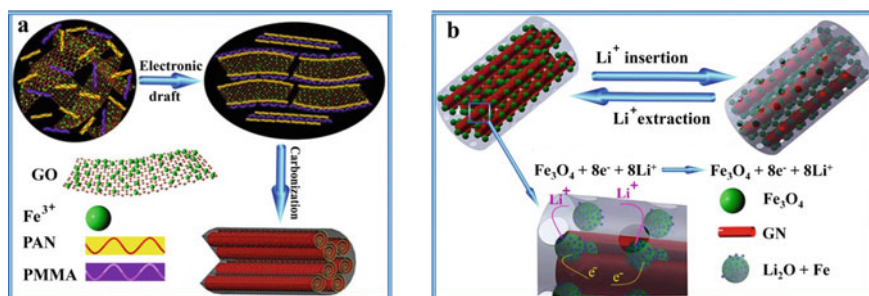 a
Electronic
draft
Carbonization
GO
Fe³⁺
PAN
PMMA
b
Li⁺ insertion
Li⁺ extraction
Fe₃O₄ + 8e⁻ + 8Li⁺ Fe₃O₄ + 8e⁻ + 8Li⁺
Li⁺ Li⁺
e⁻ e⁻
Fe₃O₄
GN
Li₂O + Fe